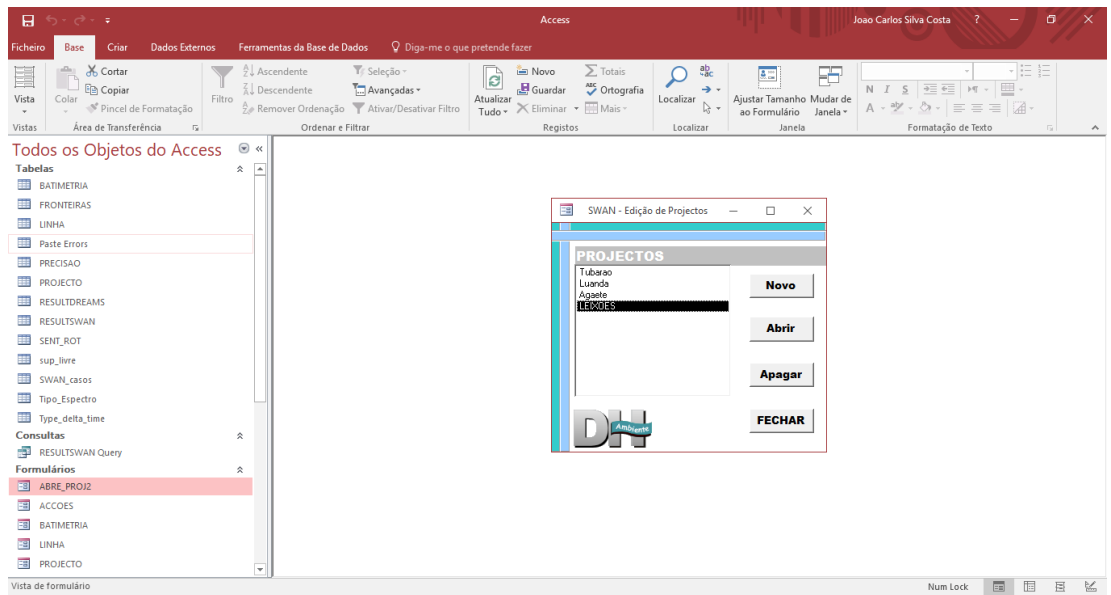 Access
Joao Carlos Silva Costa
Ficheiro Base Criar Dados Externos Ferramentas da Base de Dados Diga-me o que pretende fazer
Vista
Vistas
Colar
Cortar
Copiar
Pincel de Formatação
Área de Transferência
Filtro
Ascendente
Descendente
Remover Ordenação
Seleção
Avançadas
Ativar/Desativar Filtro
Ordenar e Filtrar
Atualizar
Tudo
Novo
Guardar
Eliminar
Totais
Ortografia
Mais
Registos
Localizar
Localizar
Ajustar Tamanho
ao Formulário
Mudar de
Janela
Janela
N I S
A
Formatação de Texto
Todos os Objetos do Access
Tabelas
BATIMETRIA
FRONTEIRAS
LINHA
Paste Errors
PRECISAO
PROJECTO
RESULTDREAMS
RESULTSWAN
SENT_ROT
sup_livre
SWAN_casos
Tipo_Espectro
Type_delta_time
Consultas
RESULTSWAN Query
Formulários
ABRE_PROJ2
ACCOES
BATIMETRIA
LINHA
PROJECTO
SWAN - Edição de Projectos
PROJECTOS
Tubarao
Luanda
Agaete
LEIXOES
Novo
Abrir
Apagar
FECHAR
DH
Ambiente
Vista de formulário
Num Lock